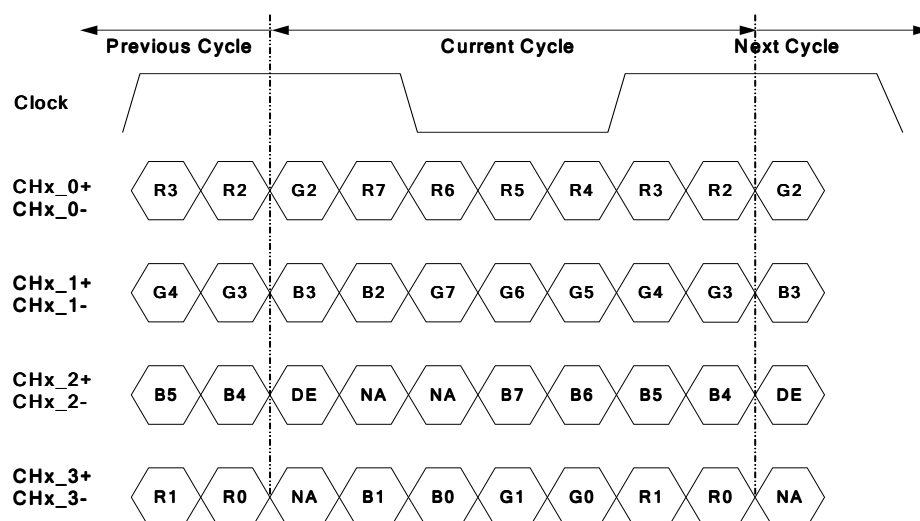 Previous Cycle Current Cycle Next Cycle
Clock
CHx_0+
CHx_0-
R3 R2 G2 R7 R6 R5 R4 R3 R2 G2
CHx_1+
CHx_1-
G4 G3 B3 B2 G7 G6 G5 G4 G3 B3
CHx_2+
CHx_2-
B5 B4 DE NA NA B7 B6 B5 B4 DE
CHx_3+
CHx_3-
R1 R0 NA B1 B0 G1 G0 R1 R0 NA